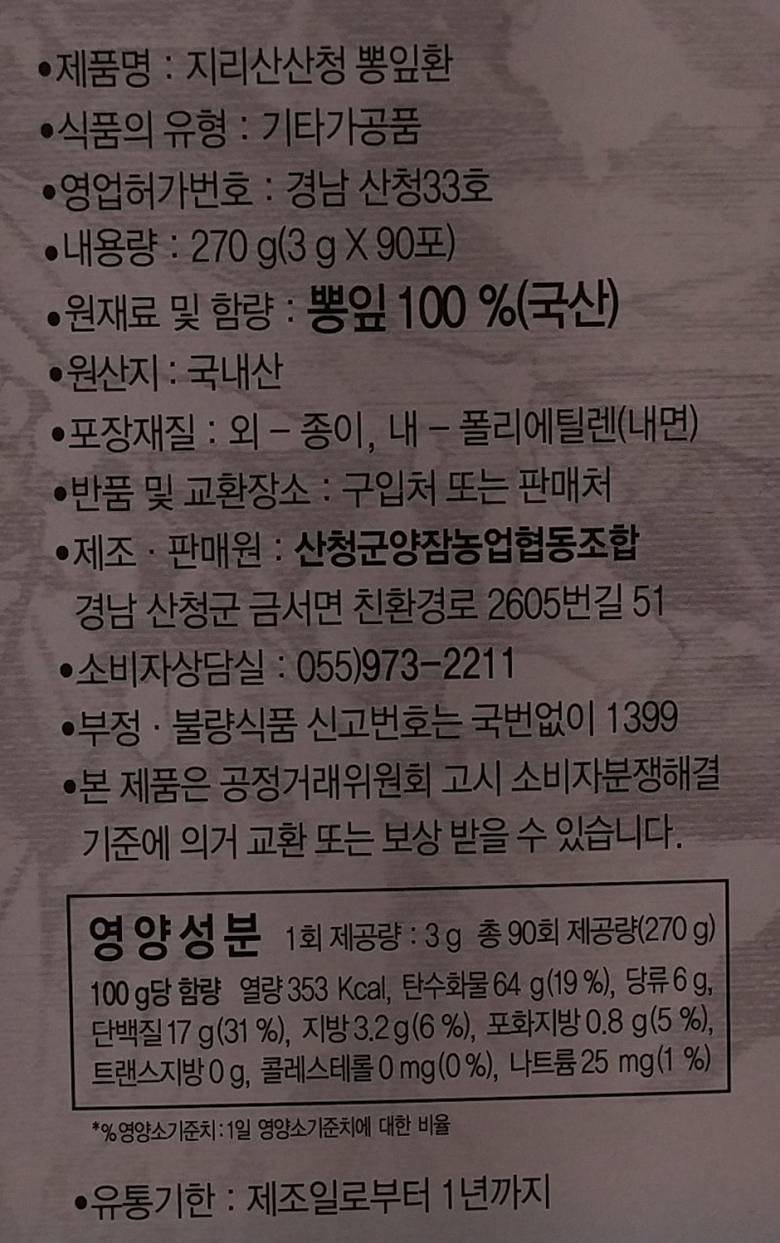 •제품명 : 지리산산청 뽕잎환
•식품의 유형 : 기타가공품
•영업허가번호 : 경남 산청33호
•내용량 : 270 g(3 g X 90포)
•원재료 및 함량 : 뽕잎 100 %(국산)
•원산지 : 국내산
•포장재질 : 외 – 종이, 내 – 폴리에틸렌(내면)
•반품 및 교환장소 : 구입처 또는 판매처
•제조 · 판매원 : 산청군양잠농업협동조합
경남 산청군 금서면 친환경로 2605번길 51
•소비자상담실 : 055)973-2211
•부정 · 불량식품 신고번호는 국번없이 1399
•본 제품은 공정거래위원회 고시 소비자분쟁해결
기준에 의거 교환 또는 보상 받을 수 있습니다.
영양성분 1회 제공량 : 3 g 총 90회 제공량(270 g)
100 g당 함량 열량 353 Kcal, 탄수화물 64 g(19 %), 당류 6 g,
단백질 17 g(31 %), 지방 3.2 g(6 %), 포화지방 0.8 g(5 %),
트랜스지방 0 g, 콜레스테롤 0 mg(0 %), 나트륨 25 mg(1 %)
*% 영양소기준치 : 1일 영양소기준치에 대한 비율
•유통기한 : 제조일로부터 1년까지